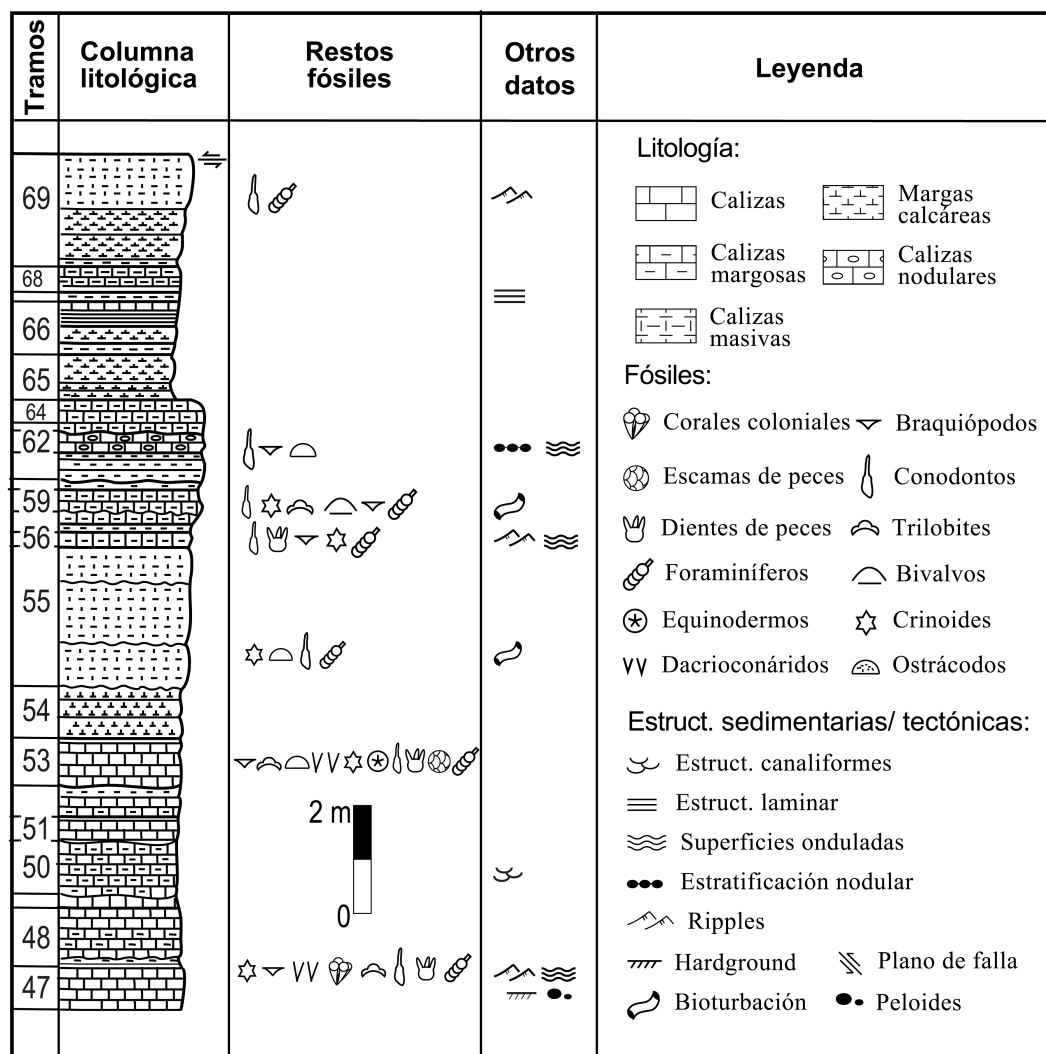 Tramos
Columna
litológica
Restos
fósiles
Otros
datos
Leyenda
69
68
66
65
64
62
59
56
55
54
53
51
50
48
47
2 m
0
Litología:
Calizas
Margas
calcáreas
Calizas
margosas
Calizas
nodulares
Calizas
masivas
Fósiles:
Corales coloniales
Braquiópodos
Escamas de peces
Conodontos
Dientes de peces
Trilobites
Foraminíferos
Bivalvos
Equinodermos
Crinoides
Dacrioconáridos
Ostrácodos
Estruct. sedimentarias/ tectónicas:
Estruct. canaliformes
Estruct. laminar
Superficies onduladas
Estratificación nodular
Ripples
Hardground
Plano de falla
Bioturbación
Peloides